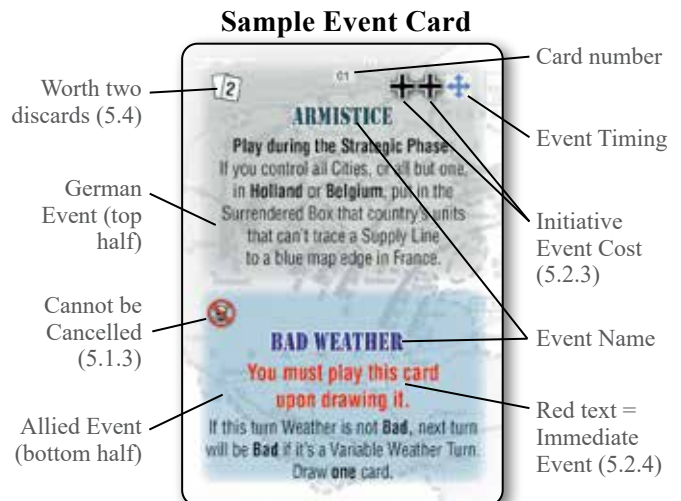 Sample Event Card
Worth two
discards (5.4)
German
Event (top
half)
Cannot be
Cancelled
(5.1.3)
Allied Event
(bottom half)
2
01
ARMISTICE
Play during the Strategic Phase.
If you control all Cities, or all but one,
in Holland or Belgium, put in the
Surrendered Box that country's units
that can't trace a Supply Line
to a blue map edge in France.
BAD WEATHER
You must play this card
upon drawing it.
If this turn Weather is not Bad, next turn
will be Bad if it's a Variable Weather Turn.
Draw one card.
Card number
Event Timing
Initiative
Event Cost
(5.2.3)
Event Name
Red text =
Immediate
Event (5.2.4)